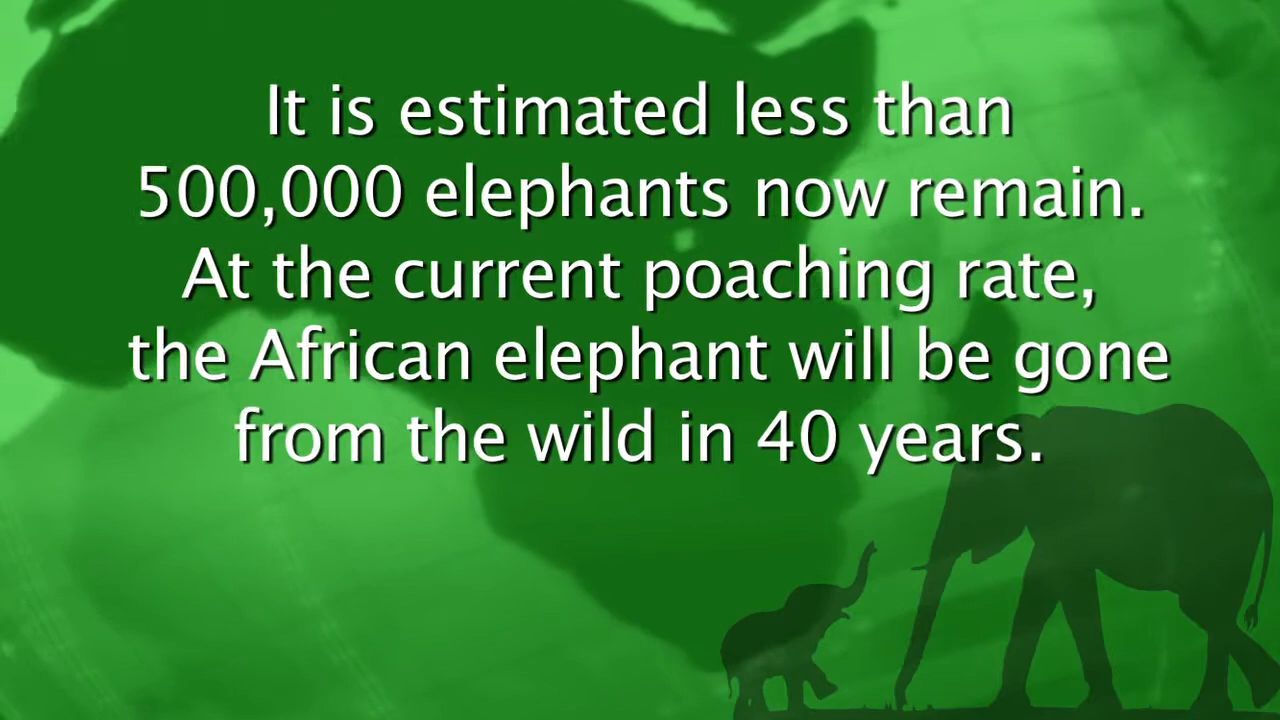 It is estimated less than
500,000 elephants now remain.
At the current poaching rate,
the African elephant will be gone
from the wild in 40 years.